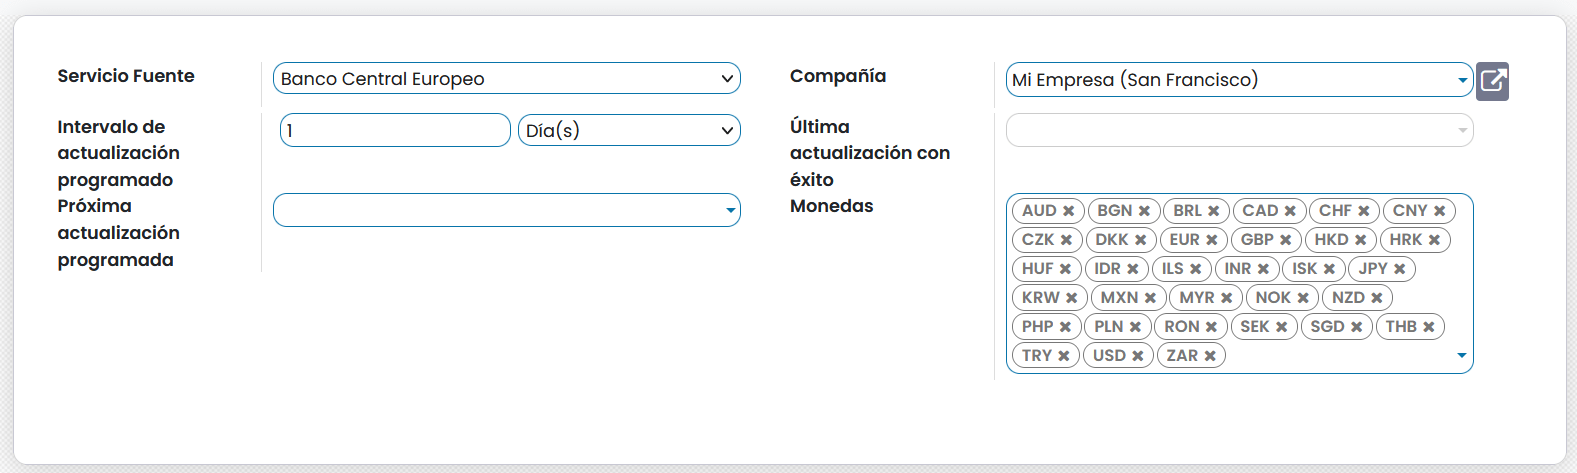 Servicio Fuente
Banco Central Europeo
Intervalo de
actualización
programado
1
Día(s)
Próxima
actualización
programada
Compañía
Mi Empresa (San Francisco)
Última
actualización con
éxito
Monedas
AUD ✖ BGN ✖ BRL ✖ CAD ✖ CHF ✖ CNY ✖
CZK ✖ DKK ✖ EUR ✖ GBP ✖ HKD ✖ HRK ✖
HUF ✖ IDR ✖ ILS ✖ INR ✖ ISK ✖ JPY ✖
KRW ✖ MXN ✖ MYR ✖ NOK ✖ NZD ✖
PHP ✖ PLN ✖ RON ✖ SEK ✖ SGD ✖ THB ✖
TRY ✖ USD ✖ ZAR ✖